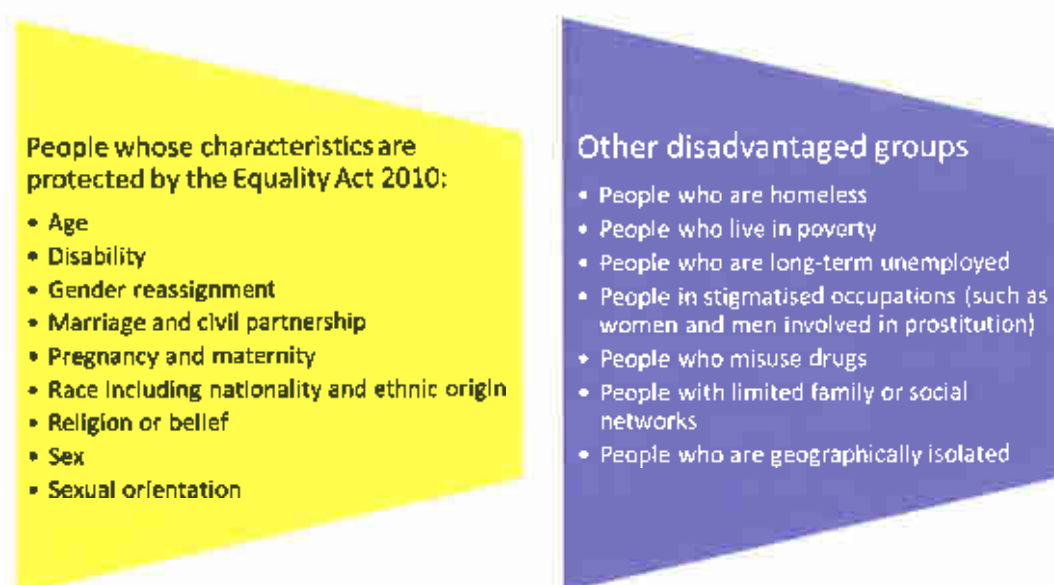 People whose characteristics are
protected by the Equality Act 2010:
• Age
• Disability
• Gender reassignment
• Marriage and civil partnership
• Pregnancy and maternity
• Race including nationality and ethnic origin
• Religion or belief
• Sex
• Sexual orientation
Other disadvantaged groups
• People who are homeless
• People who live in poverty
• People who are long-term unemployed
• People in stigmatised occupations (such as
women and men involved in prostitution)
• People who misuse drugs
• People with limited family or social
networks
• People who are geographically isolated